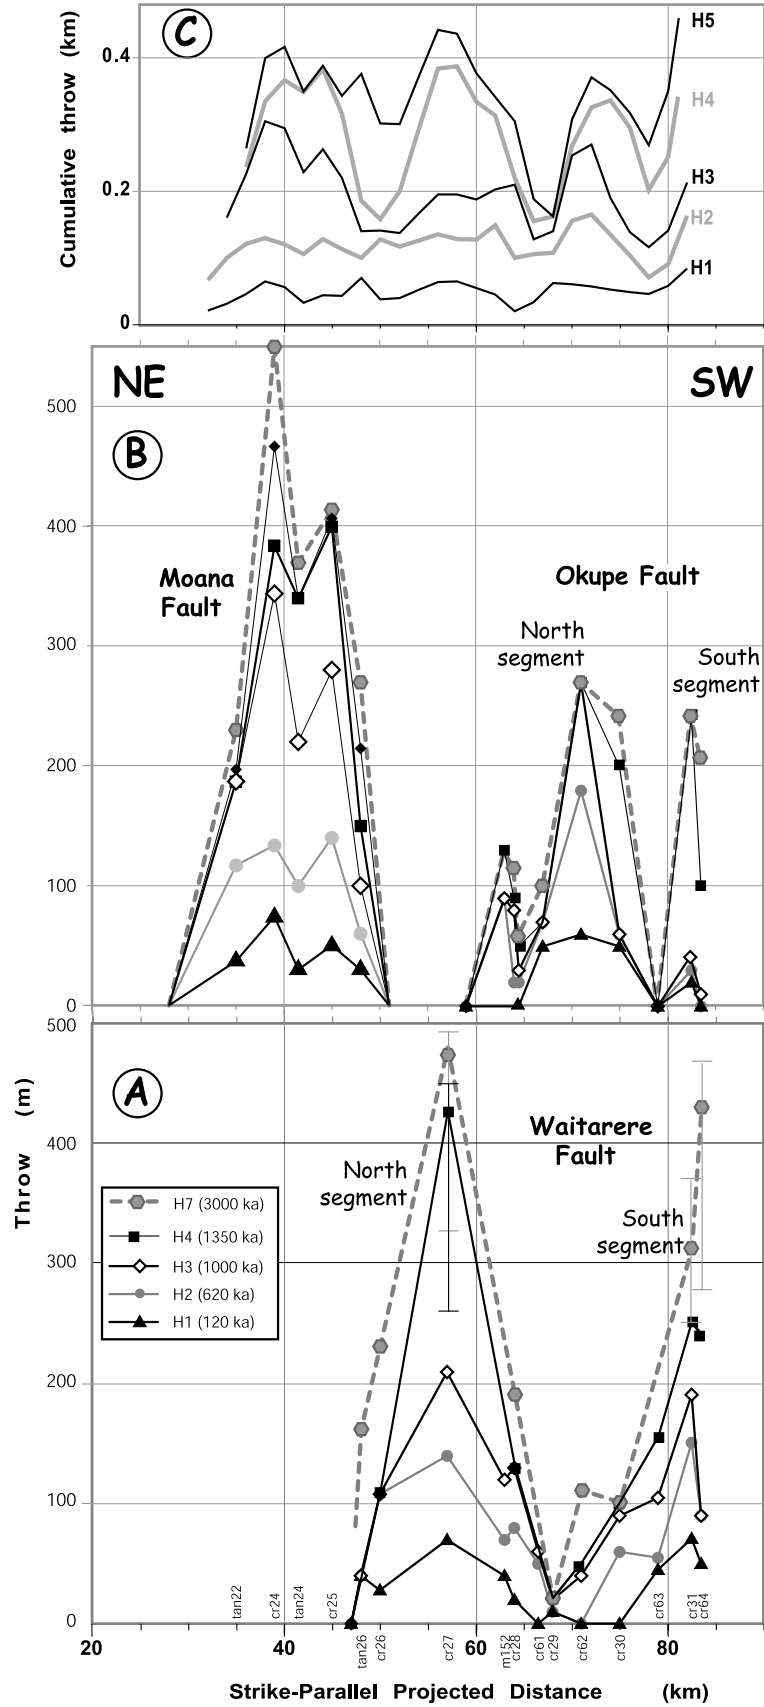 C
Cumulative throw (km)
0.4
0.2
0
H5
H4
H3
H2
H1
NE
SW
B
500
400
300
200
100
0
Moana
Fault
Okupe Fault
North
segment
South
segment
A
Throw (m)
500
400
300
200
100
0
Waitarere
Fault
North
segment
South
segment
H7 (3000 ka)
H4 (1350 ka)
H3 (1000 ka)
H2 (620 ka)
H1 (120 ka)
tan22
cr24
tan24
cr25
tan26
cr26
cr27
m152
cr28
cr61
cr29
cr62
cr30
cr63
cr31
cr64
20 40 60 80
Strike-Parallel Projected Distance (km)